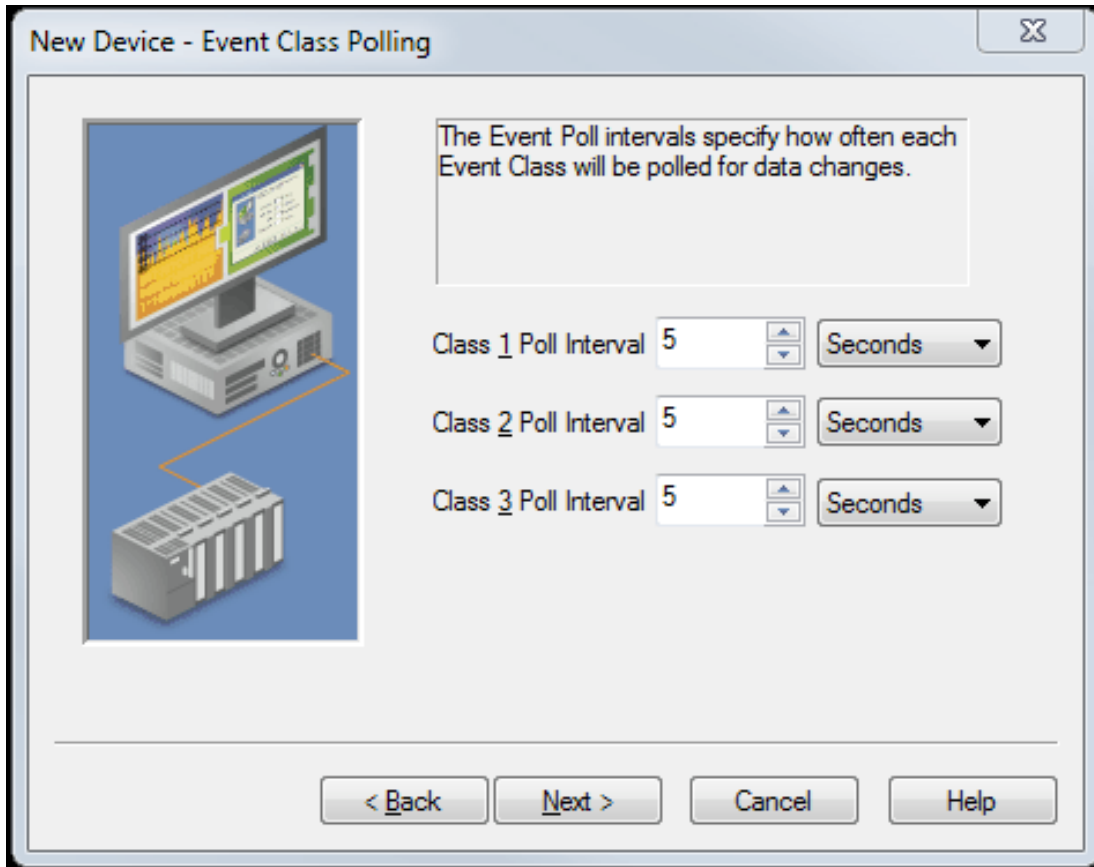 New Device - Event Class Polling
The Event Poll intervals specify how often each
Event Class will be polled for data changes.
Class 1 Poll Interval 5 Seconds
Class 2 Poll Interval 5 Seconds
Class 3 Poll Interval 5 Seconds
< Back Next > Cancel Help